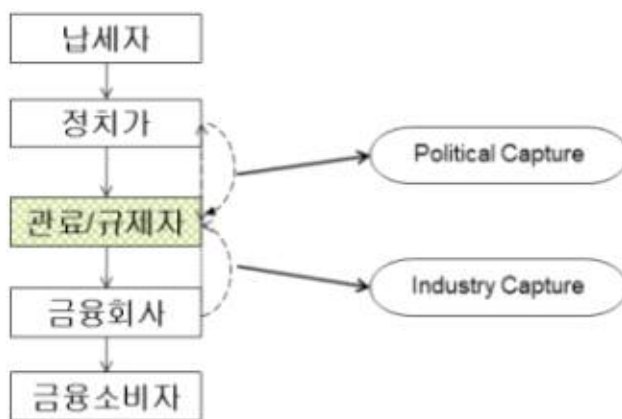 납세자
정치가
Political Capture
관료/규제자
Industry Capture
금융회사
금융소비자